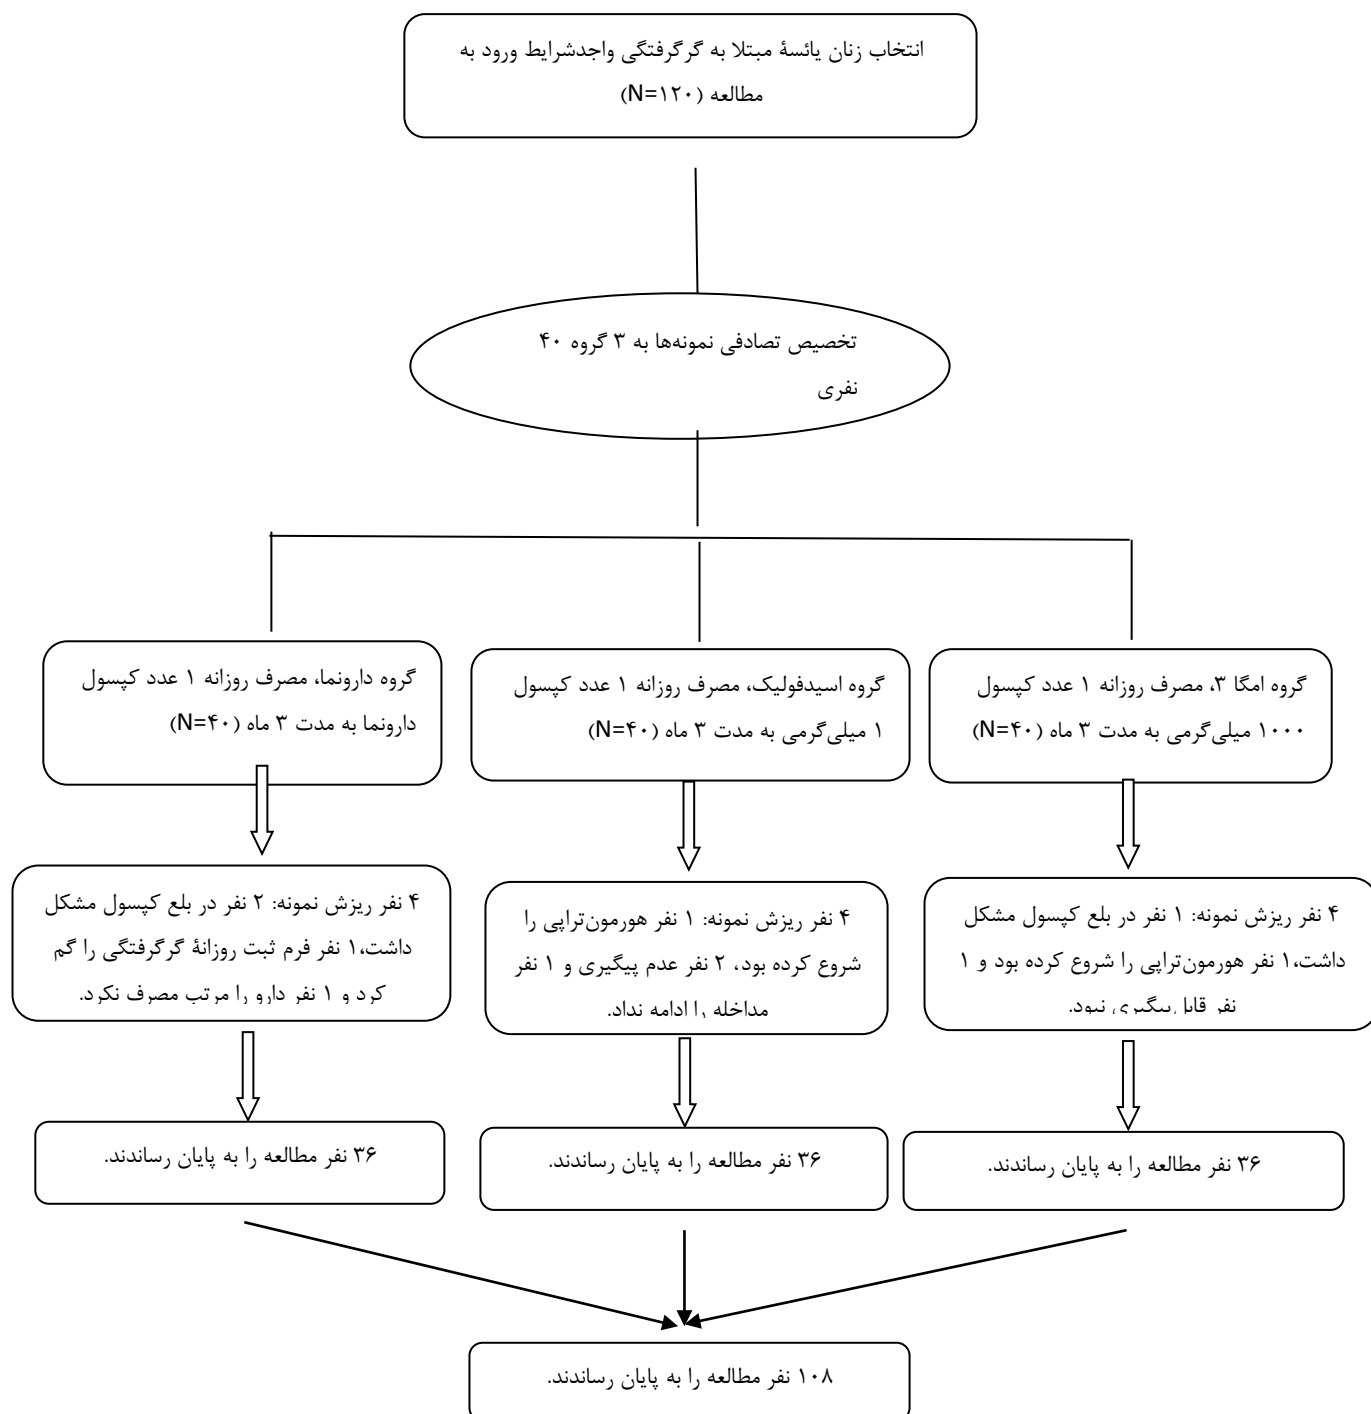 انتخاب زنان یائسۀ مبتلا به گرگرفتگی واجدشرایط ورود به
مطالعه (N=۱۲۰)
تخصیص تصادفی نمونه‌ها به ۳ گروه ۴۰
نفری
گروه امگا ۳، مصرف روزانه ۱ عدد کپسول
۱۰۰۰ میلی‌گرمی به مدت ۳ ماه (N=۴۰)
گروه اسیدفولیک، مصرف روزانه ۱ عدد کپسول
۱ میلی‌گرمی به مدت ۳ ماه (N=۴۰)
گروه دارونما، مصرف روزانه ۱ عدد کپسول
دارونما به مدت ۳ ماه (N=۴۰)
۴ نفر ریزش نمونه: ۱ نفر در بلع کپسول مشکل
داشت،۱ نفر هورمون‌تراپی را شروع کرده بود و ۱
نفر قابل‌پیگیری نبود.
۴ نفر ریزش نمونه: ۱ نفر هورمون‌تراپی را
شروع کرده بود، ۲ نفر عدم پیگیری و ۱ نفر
مداخله را ادامه نداد.
۴ نفر ریزش نمونه: ۲ نفر در بلع کپسول مشکل
داشت،۱ نفر فرم ثبت روزانۀ گرگرفتگی را گم
کرد و ۱ نفر دارو را مرتب مصرف نکرد.
۳۶ نفر مطالعه را به پایان رساندند.
۳۶ نفر مطالعه را به پایان رساندند.
۳۶ نفر مطالعه را به پایان رساندند.
۱۰۸ نفر مطالعه را به پایان رساندند.